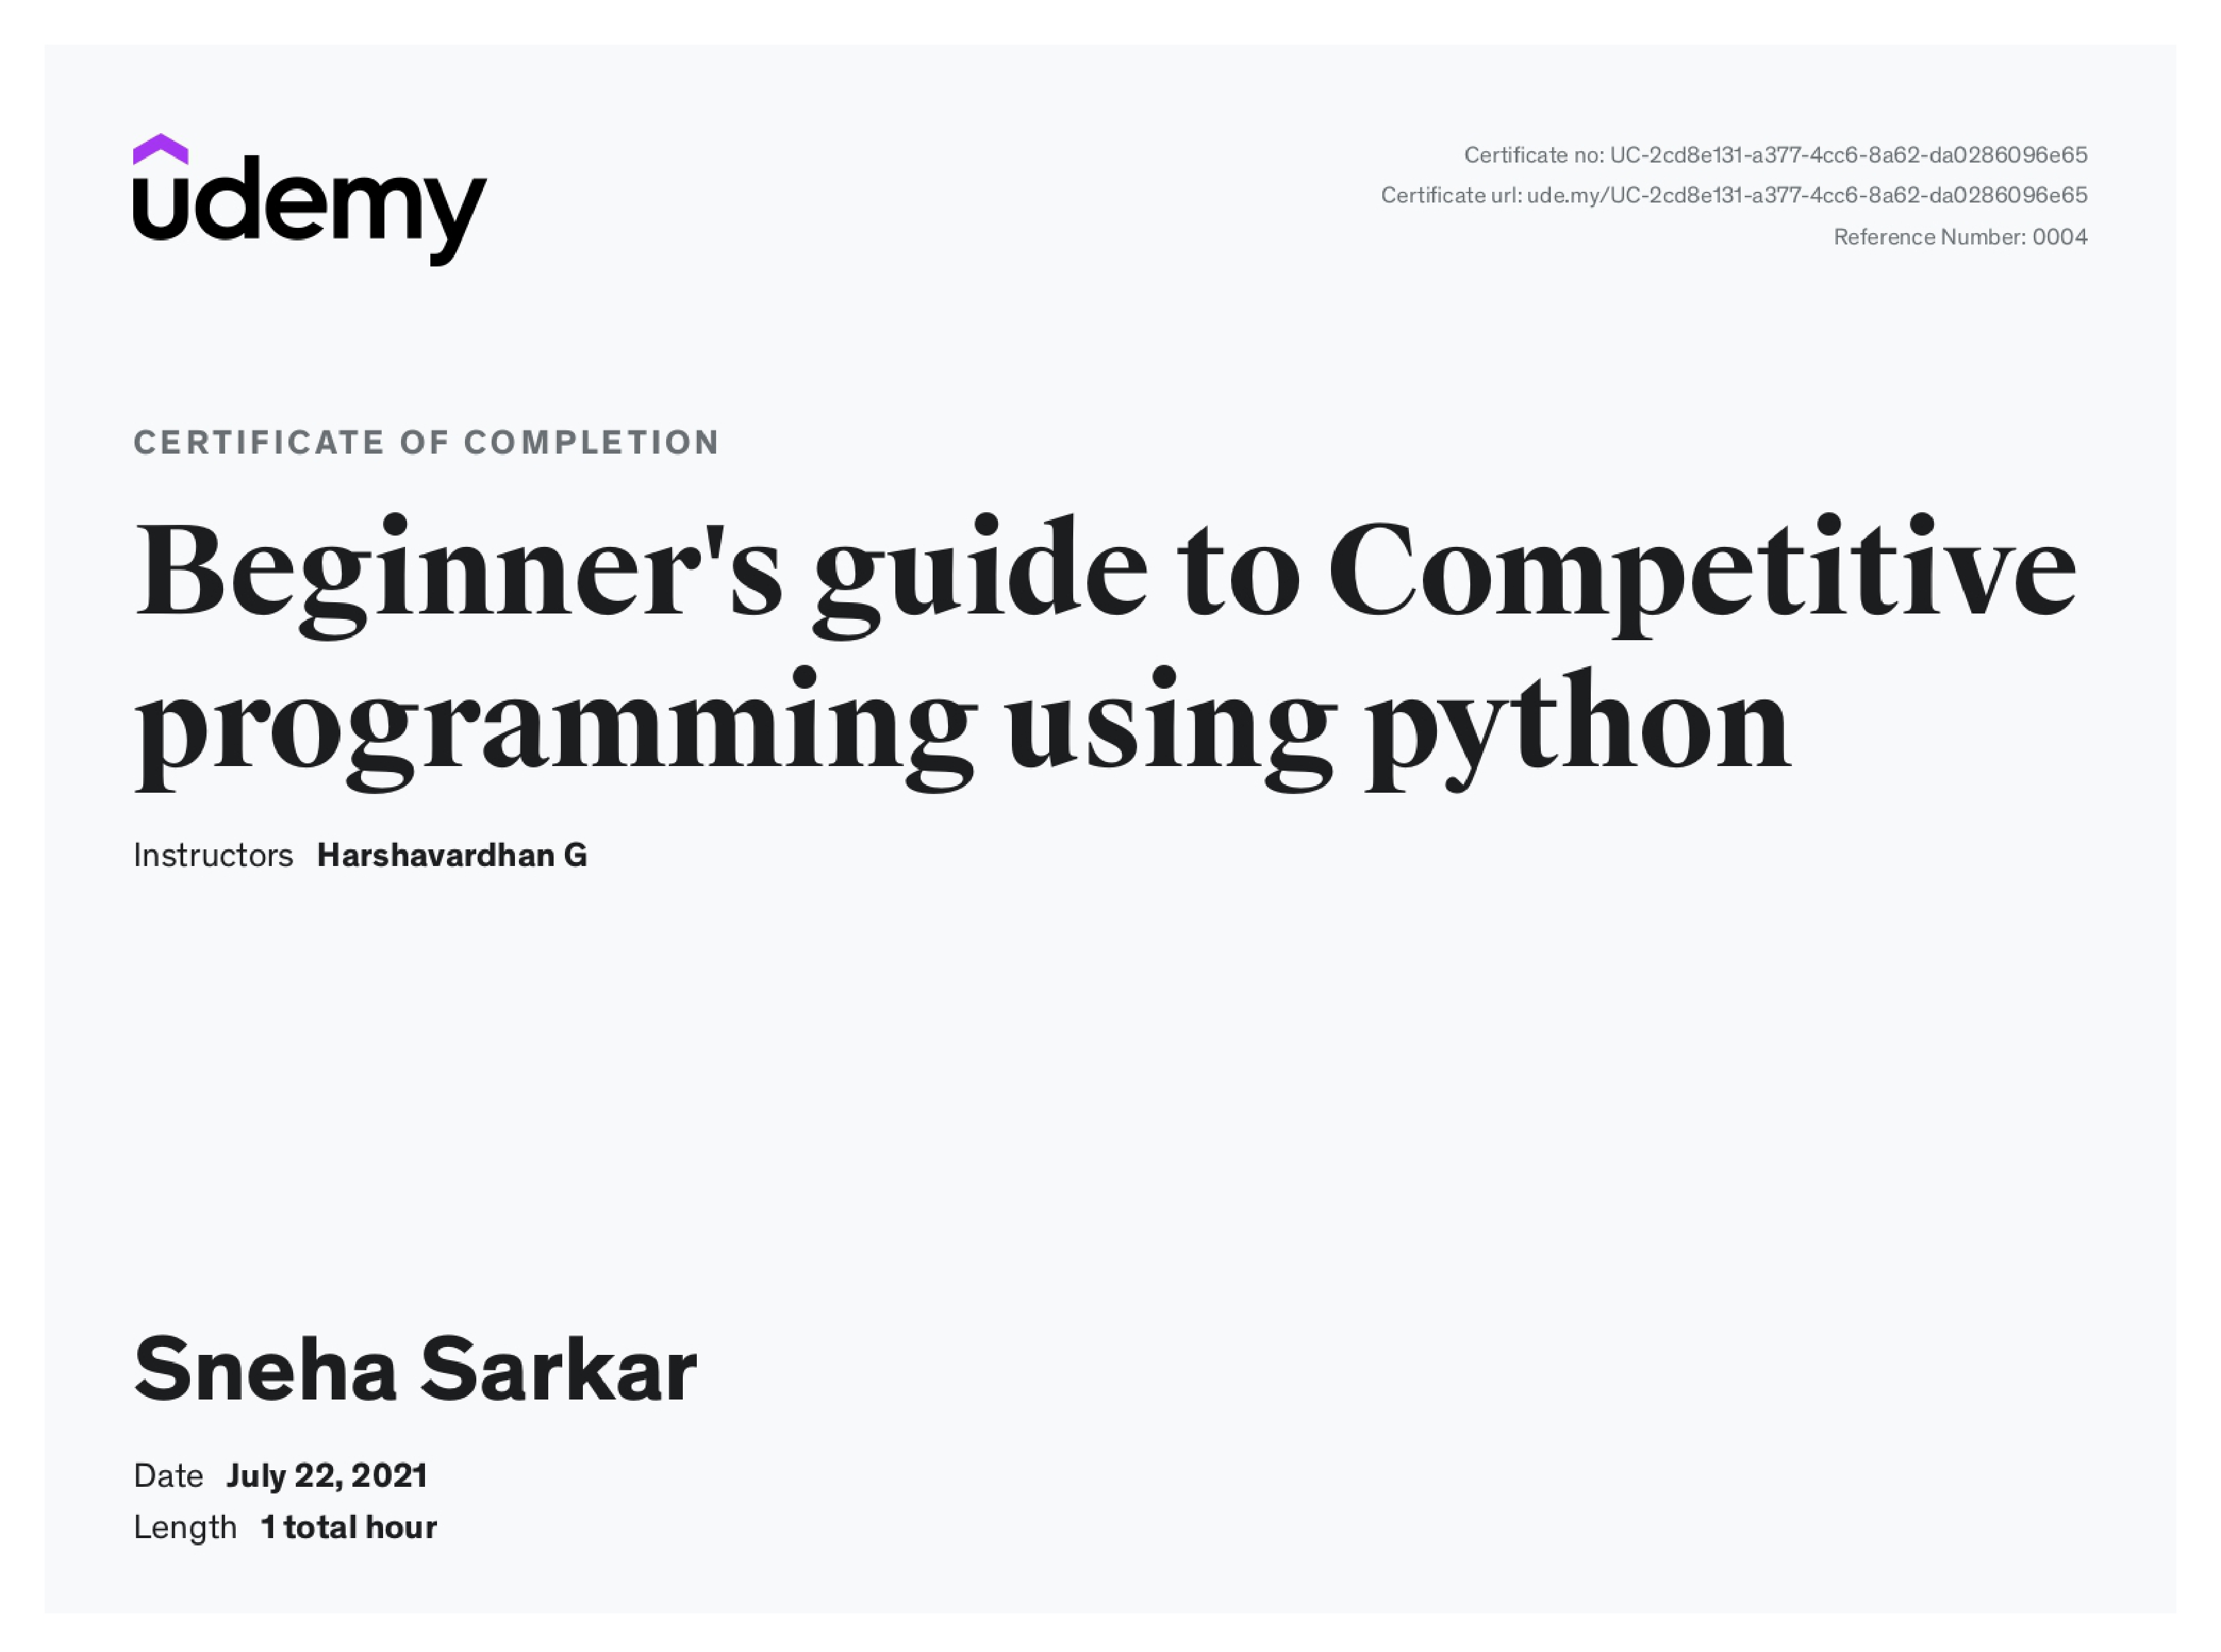 udemy
Certificate no: UC-2cd8e131-a377-4cc6-8a62-da0286096e65
Certificate url: ude.my/UC-2cd8e131-a377-4cc6-8a62-da0286096e65
Reference Number: 0004
CERTIFICATE OF COMPLETION
Beginner's guide to Competitive
programming using python
Instructors Harshavardhan G
Sneha Sarkar
Date July 22, 2021
Length 1 total hour